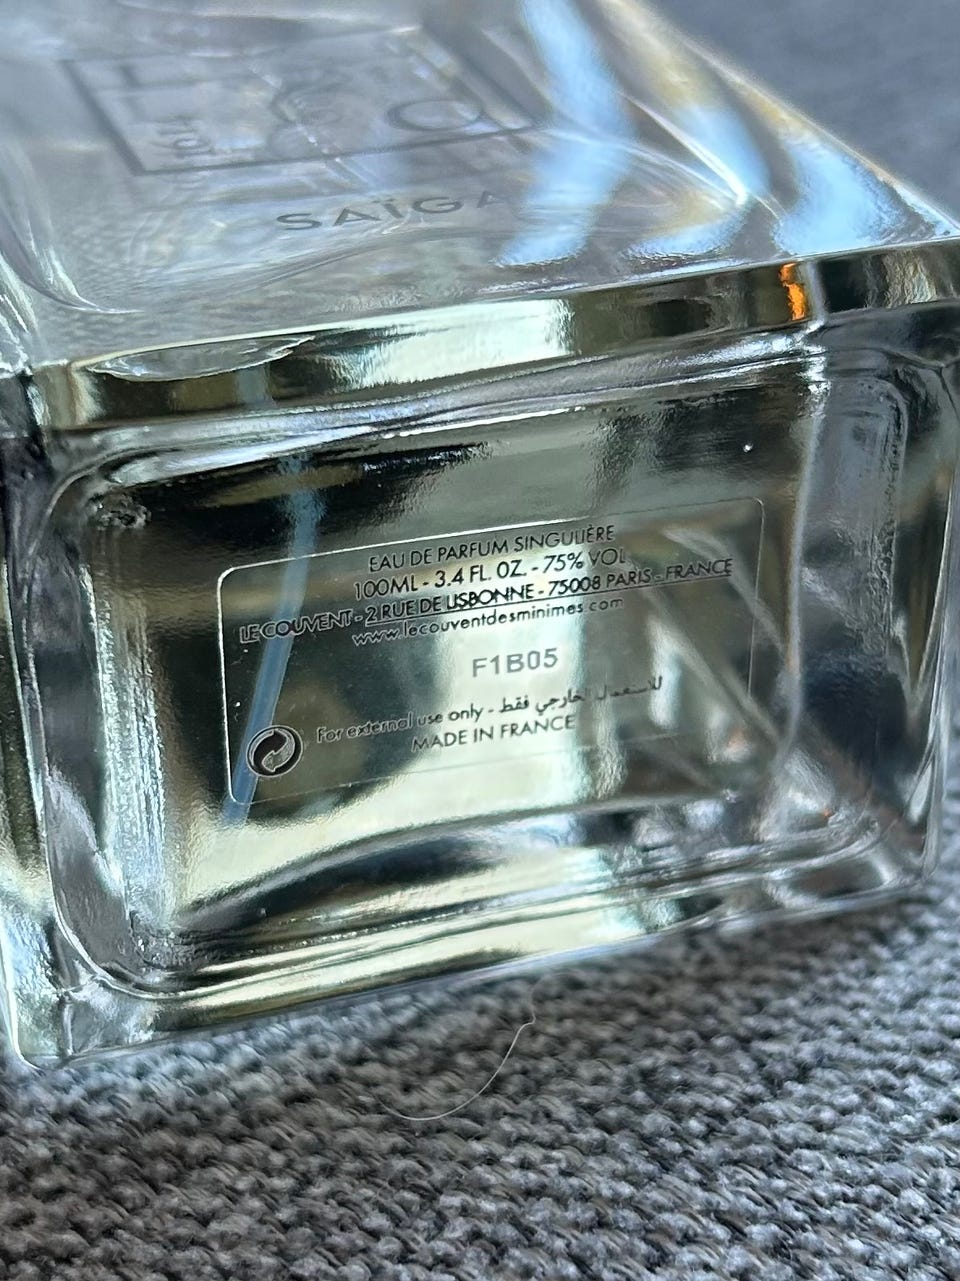 SAÏGA
EAU DE PARFUM SINGULIÈRE
100ML - 3.4 FL. OZ. - 75% VOL
LE COUVENT - 2 RUE DE LISBONNE - 75008 PARIS - FRANCE
www.lecouventdesminimes.com
F1B05
For external use only - للاستعمال الخارجي فقط
MADE IN FRANCE